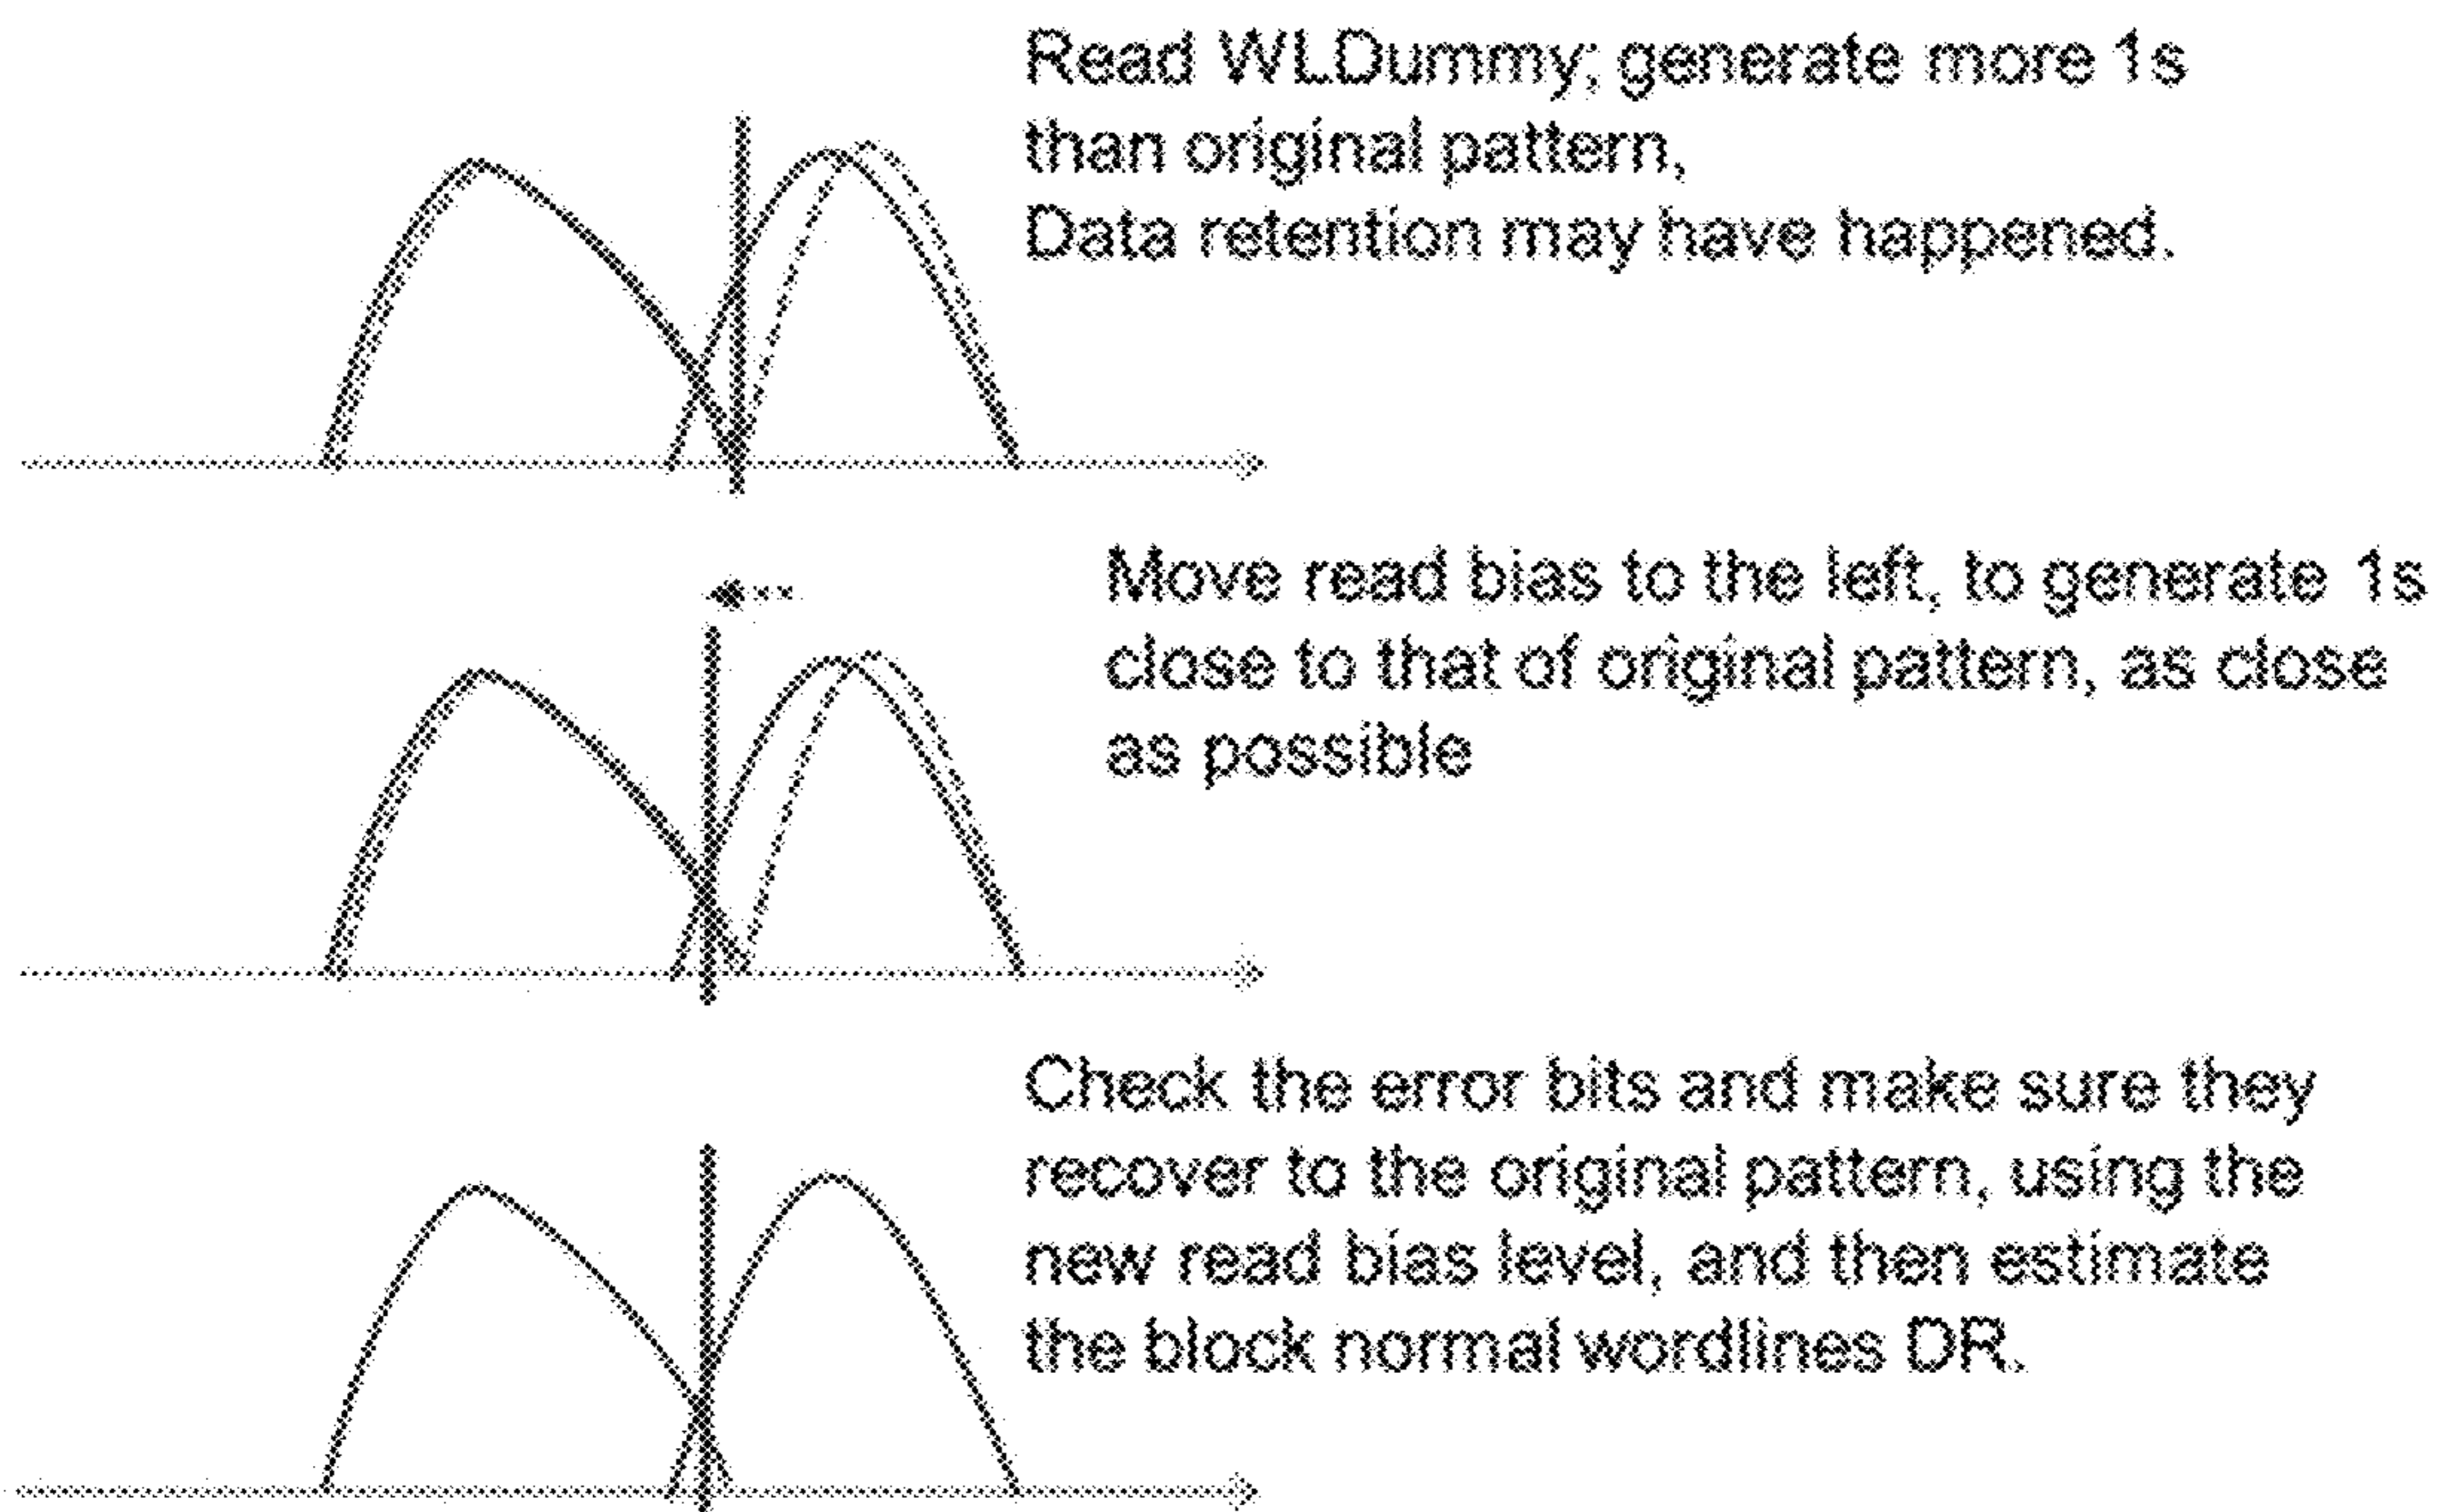 Read WLDummy; generate more 1s
than original pattern,
Data retention may have happened.
Move read bias to the left, to generate 1s
close to that of original pattern, as close
as possible
Check the error bits and make sure they
recover to the original pattern, using the
new read bias level, and then estimate
the block normal wordlines DR.